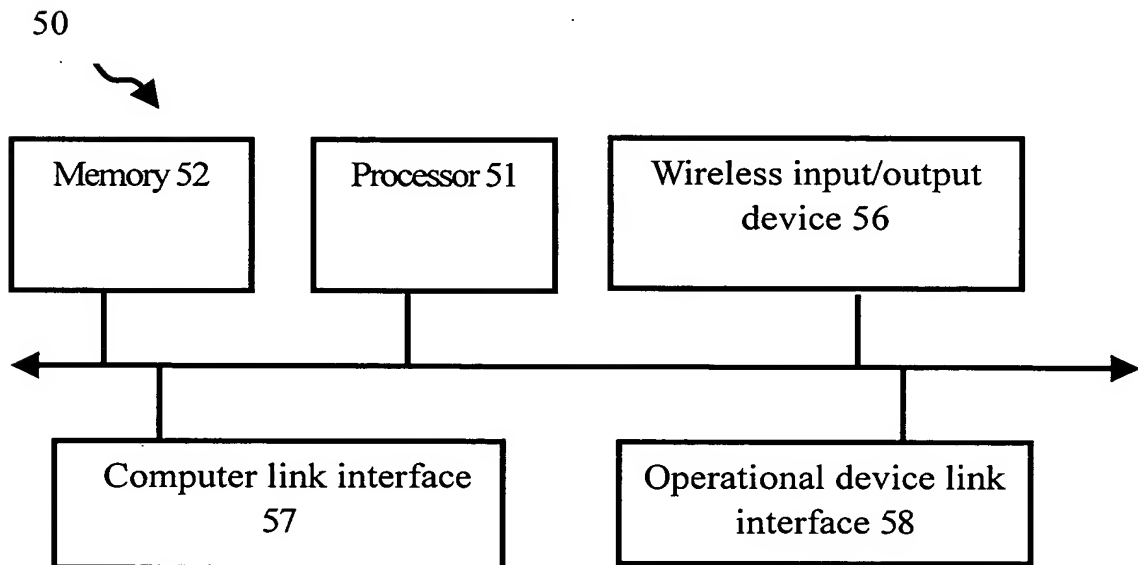 50
Memory 52
Processor 51
Wireless input/output
device 56
Computer link interface
57
Operational device link
interface 58